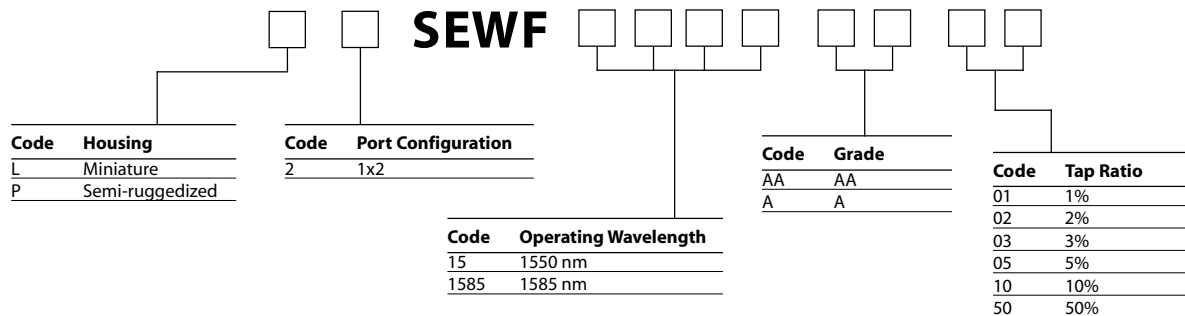 SEWF
Code Housing
L Miniature
P Semi-ruggedized
Code Port Configuration
2 1x2
Code Operating Wavelength
15 1550 nm
1585 1585 nm
Code Grade
AA AA
A A
Code Tap Ratio
01 1%
02 2%
03 3%
05 5%
10 10%
50 50%